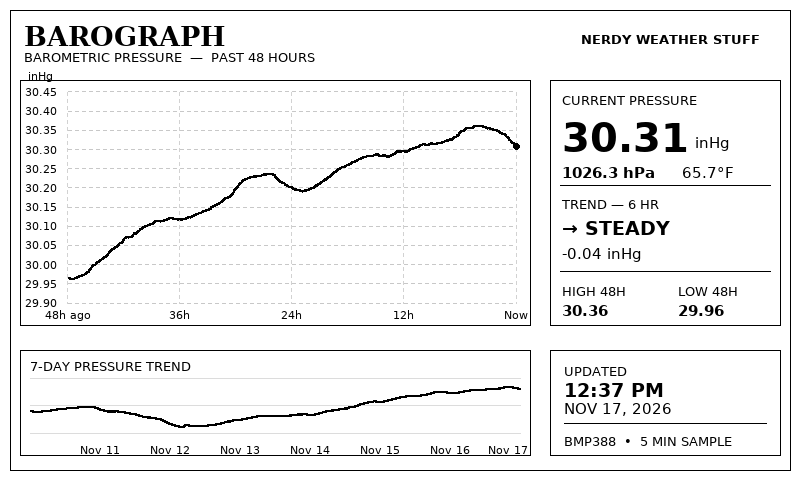 BAROGRAPH
BAROMETRIC PRESSURE — PAST 48 HOURS
NERDY WEATHER STUFF
inHg
30.45
30.40
30.35
30.30
30.25
30.20
30.15
30.10
30.05
30.00
29.95
29.90
48h ago 36h 24h 12h Now
CURRENT PRESSURE
30.31 inHg
1026.3 hPa 65.7°F
TREND — 6 HR
→ STEADY
-0.04 inHg
HIGH 48H LOW 48H
30.36 29.96
7-DAY PRESSURE TREND
Nov 11 Nov 12 Nov 13 Nov 14 Nov 15 Nov 16 Nov 17
UPDATED
12:37 PM
NOV 17, 2026
BMP388 • 5 MIN SAMPLE